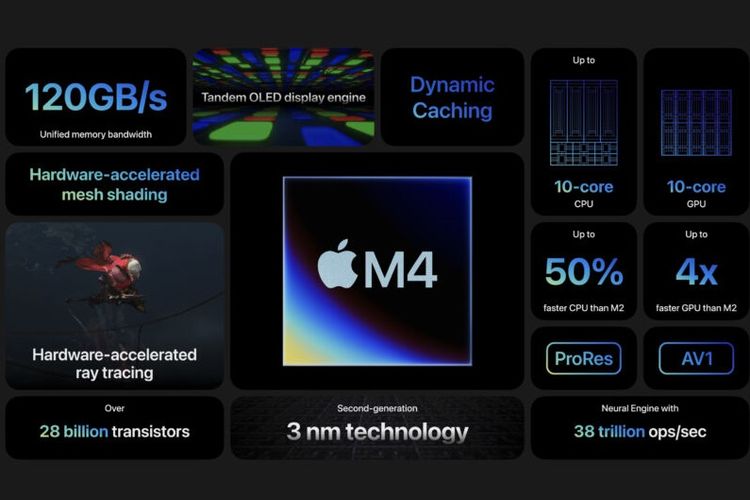 120GB/s
Unified memory bandwidth
Tandem OLED display engine
Dynamic
Caching
Up to
10-core
CPU
10-core
GPU
Hardware-accelerated
mesh shading
M4
Up to
50%
faster CPU than M2
Up to
4x
faster GPU than M2
Hardware-accelerated
ray tracing
ProRes
AV1
Over
28 billion transistors
Second-generation
3 nm technology
Neural Engine with
38 trillion ops/sec